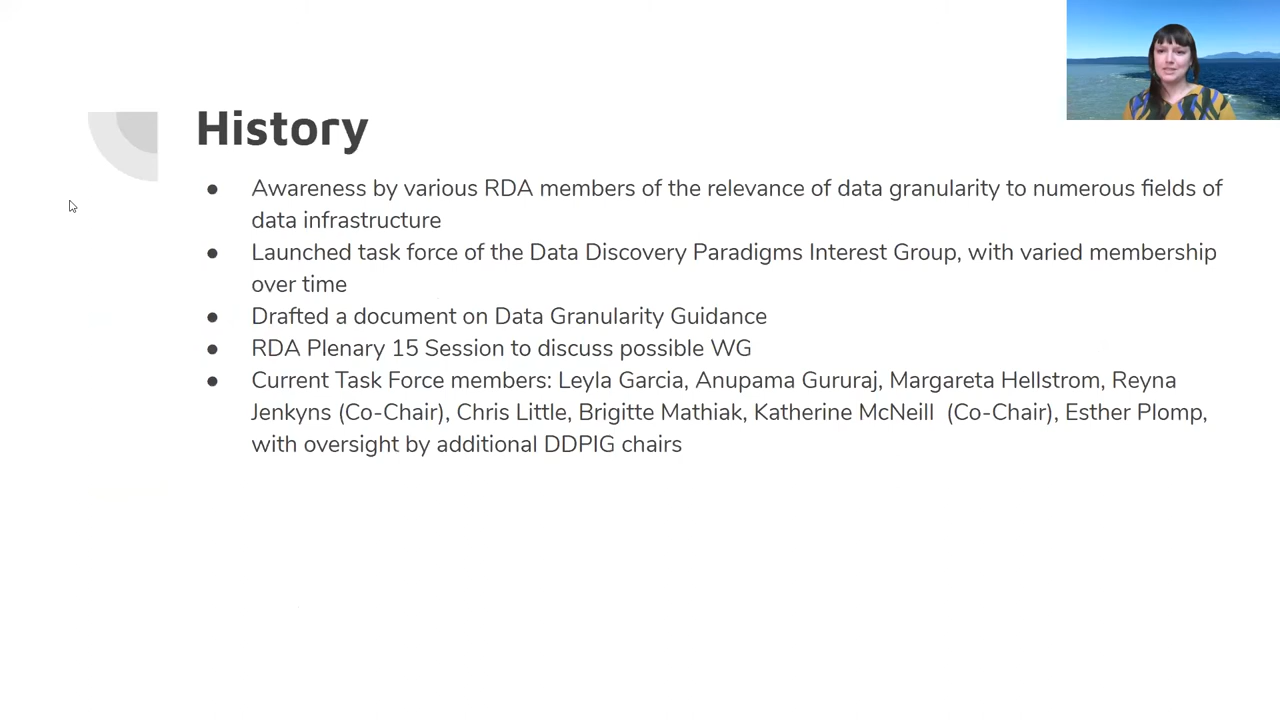 History
● Awareness by various RDA members of the relevance of data granularity to numerous fields of
data infrastructure
● Launched task force of the Data Discovery Paradigms Interest Group, with varied membership
over time
● Drafted a document on Data Granularity Guidance
● RDA Plenary 15 Session to discuss possible WG
● Current Task Force members: Leyla Garcia, Anupama Gururaj, Margareta Hellstrom, Reyna
Jenkyns (Co-Chair), Chris Little, Brigitte Mathiak, Katherine McNeill (Co-Chair), Esther Plomp,
with oversight by additional DDPIG chairs